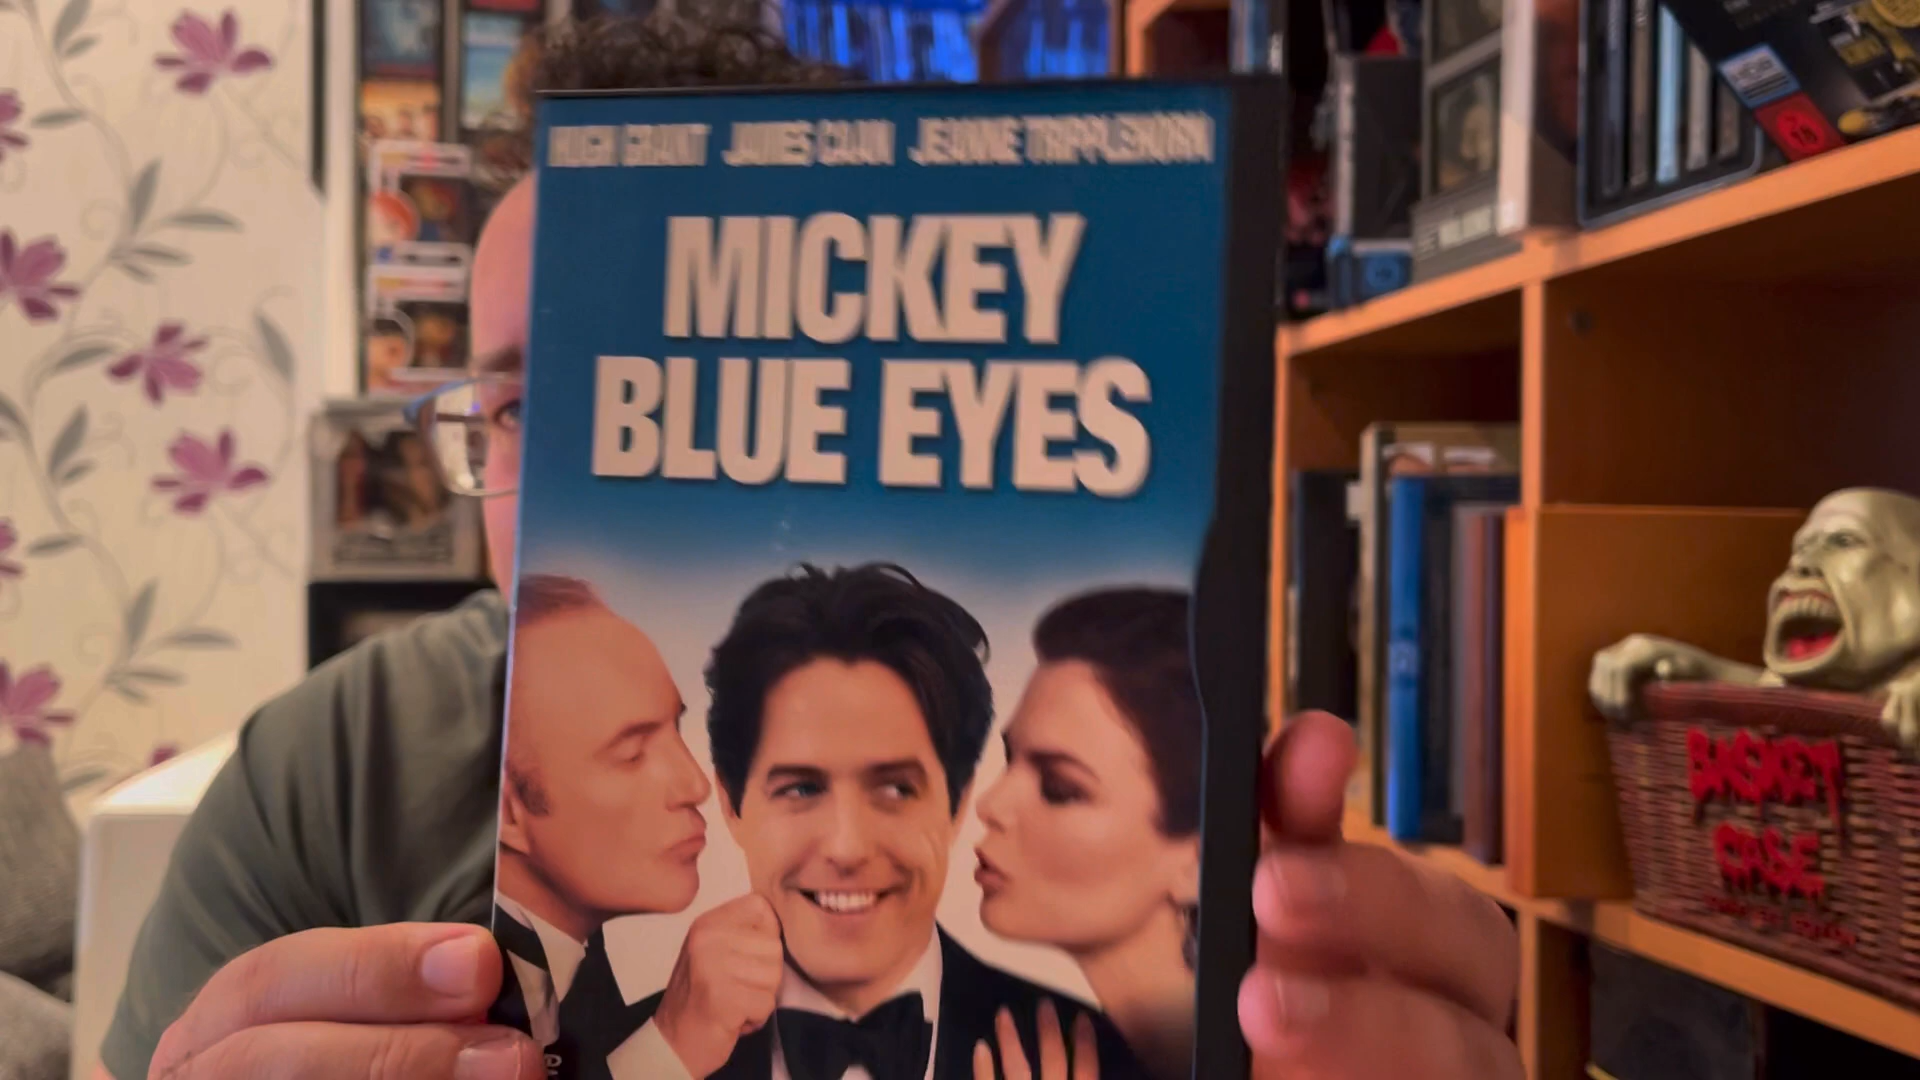 HUGH GRANT JAMES CAAN JEANNE TRIPPLEHORN
MICKEY
BLUE EYES
BASKET
CASE